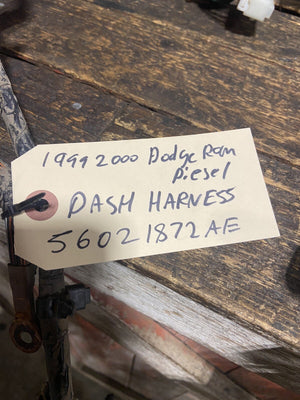 1999 2000 Dodge Ram
Diesel
DASH HARNESS
56021872AE